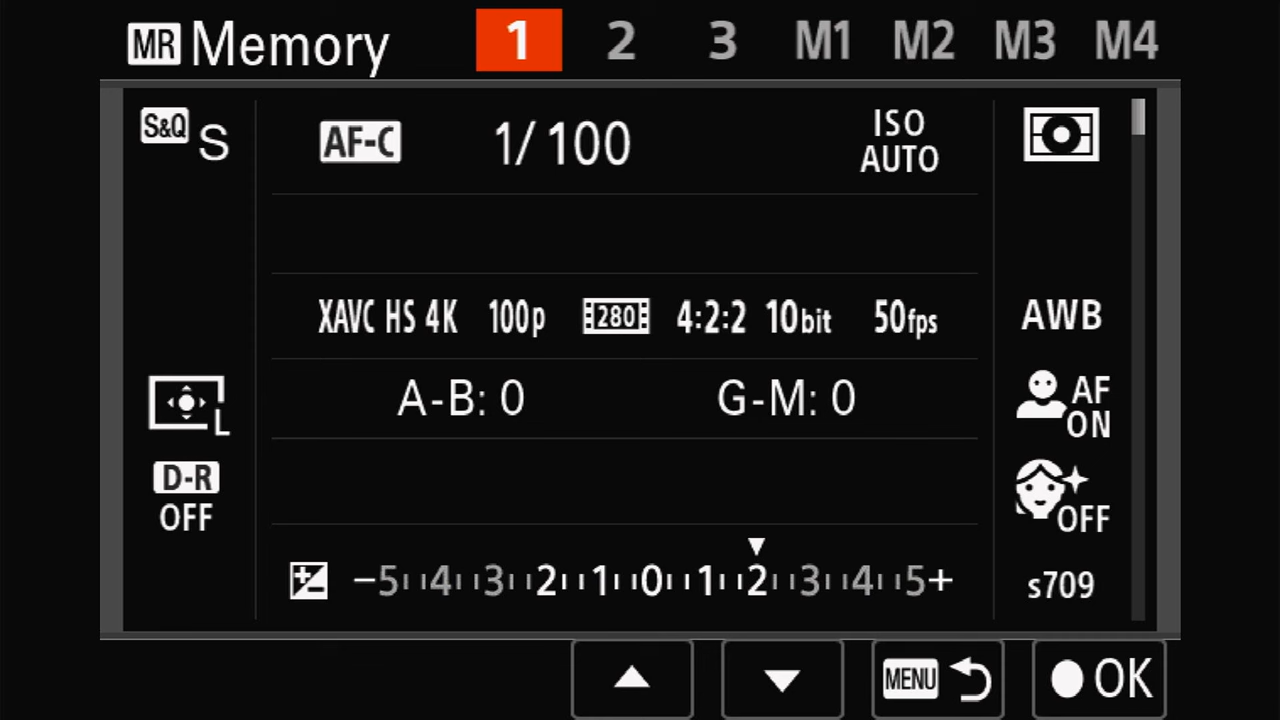 MR Memory 1 2 3 M1 M2 M3 M4
S&Q S AF-C 1/100 ISO AUTO
XAVC HS 4K 100p 280 4:2:2 10bit 50fps AWB
L A-B: 0 G-M: 0 AF ON
D-R OFF OFF
−5 4 3 2 1 0 1 2 3 4 5+ s709
MENU OK